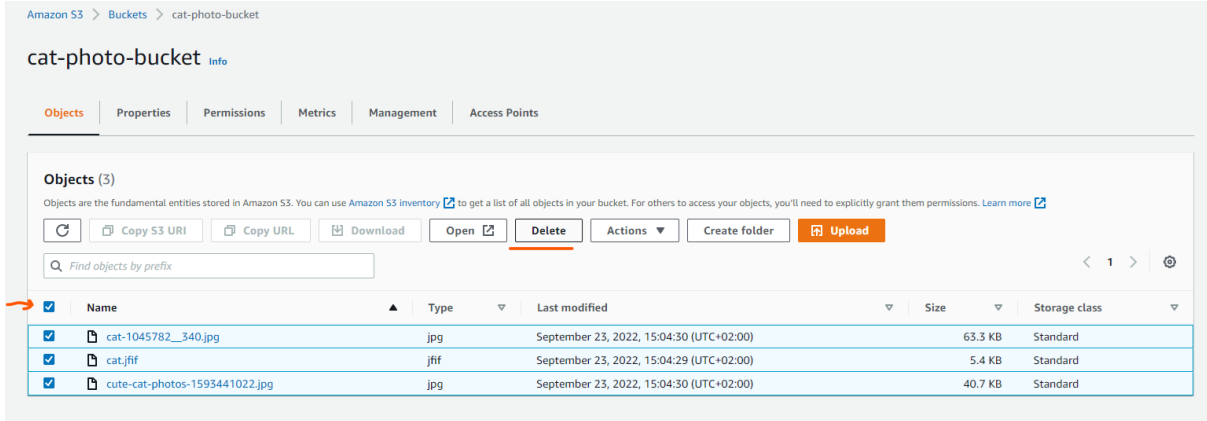 Amazon S3 > Buckets > cat-photo-bucket
cat-photo-bucket Info
Objects Properties Permissions Metrics Management Access Points
Objects (3)
Objects are the fundamental entities stored in Amazon S3. You can use Amazon S3 inventory to get a list of all objects in your bucket. For others to access your objects, you'll need to explicitly grant them permissions. Learn more
Copy S3 URI Copy URL Download Open Delete Actions Create folder Upload
Find objects by prefix < 1 >
Name Type Last modified Size Storage class
cat-1045782__340.jpg jpg September 23, 2022, 15:04:30 (UTC+02:00) 63.3 KB Standard
cat.jfif jfif September 23, 2022, 15:04:29 (UTC+02:00) 5.4 KB Standard
cute-cat-photos-1593441022.jpg jpg September 23, 2022, 15:04:30 (UTC+02:00) 40.7 KB Standard